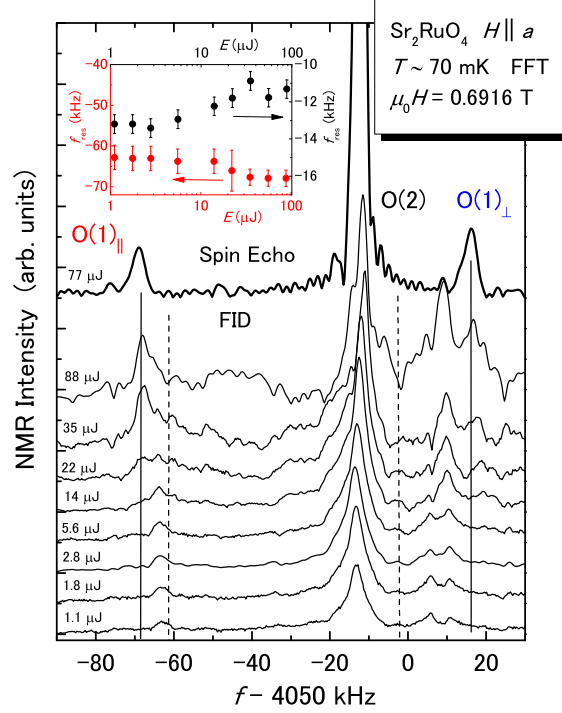 Sr₂RuO₄ H || a
T ~ 70 mK FFT
μ₀H = 0.6916 T
E (μJ)
1 10 100
−40
−50
−60
−70
f_res (kHz)
−10
−12
−14
−16
f_res (kHz)
1 10 100
E (μJ)
O(1)∥
O(2)
O(1)⊥
Spin Echo
77 μJ
FID
88 μJ
35 μJ
22 μJ
14 μJ
5.6 μJ
2.8 μJ
1.8 μJ
1.1 μJ
NMR Intensity (arb. units)
−80 −60 −40 −20 0 20
f − 4050 kHz